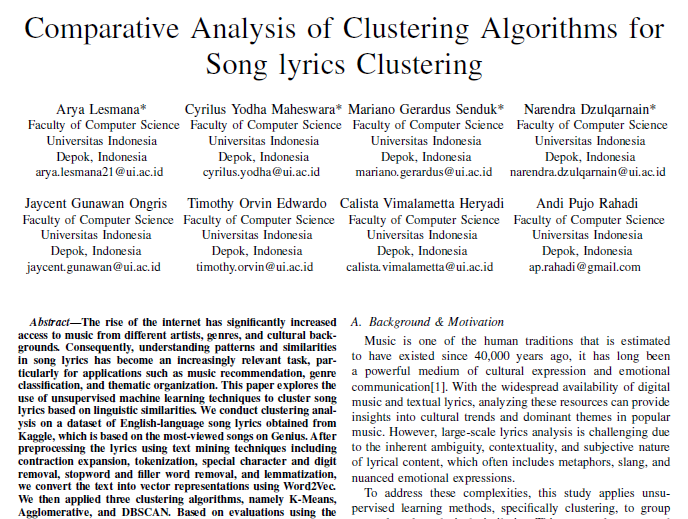 Comparative Analysis of Clustering Algorithms for
Song lyrics Clustering
Arya Lesmana*
Faculty of Computer Science
Universitas Indonesia
Depok, Indonesia
arya.lesmana21@ui.ac.id
Cyrilus Yodha Maheswara*
Faculty of Computer Science
Universitas Indonesia
Depok, Indonesia
cyrilus.yodha@ui.ac.id
Mariano Gerardus Senduk*
Faculty of Computer Science
Universitas Indonesia
Depok, Indonesia
mariano.gerardus@ui.ac.id
Narendra Dzulqarnain*
Faculty of Computer Science
Universitas Indonesia
Depok, Indonesia
narendra.dzulqarnain@ui.ac.id
Jaycent Gunawan Ongris
Faculty of Computer Science
Universitas Indonesia
Depok, Indonesia
jaycent.gunawan@ui.ac.id
Timothy Orvin Edwardo
Faculty of Computer Science
Universitas Indonesia
Depok, Indonesia
timothy.orvin@ui.ac.id
Calista Vimalametta Heryadi
Faculty of Computer Science
Universitas Indonesia
Depok, Indonesia
calista.vimalametta@ui.ac.id
Andi Pujo Rahadi
Faculty of Computer Science
Universitas Indonesia
Depok, Indonesia
ap.rahadi@gmail.com
Abstract—The rise of the internet has significantly increased
access to music from different artists, genres, and cultural back-
grounds. Consequently, understanding patterns and similarities
in song lyrics has become an increasingly relevant task, par-
ticularly for applications such as music recommendation, genre
classification, and thematic organization. This paper explores the
use of unsupervised machine learning techniques to cluster song
lyrics based on linguistic similarities. We conduct clustering anal-
ysis on a dataset of English-language song lyrics obtained from
Kaggle, which is based on the most-viewed songs on Genius. After
preprocessing the lyrics using text mining techniques including
contraction expansion, tokenization, special character and digit
removal, stopword and filler word removal, and lemmatization,
we convert the text into vector representations using Word2Vec.
We then applied three clustering algorithms, namely K-Means,
Agglomerative, and DBSCAN. Based on evaluations using the
A. Background & Motivation
Music is one of the human traditions that is estimated
to have existed since 40,000 years ago, it has long been
a powerful medium of cultural expression and emotional
communication[1]. With the widespread availability of digital
music and textual lyrics, analyzing these resources can provide
insights into cultural trends and dominant themes in popular
music. However, large-scale lyrics analysis is challenging due
to the inherent ambiguity, contextuality, and subjective nature
of lyrical content, which often includes metaphors, slang, and
nuanced emotional expressions.
To address these complexities, this study applies unsu-
pervised learning methods, specifically clustering, to group